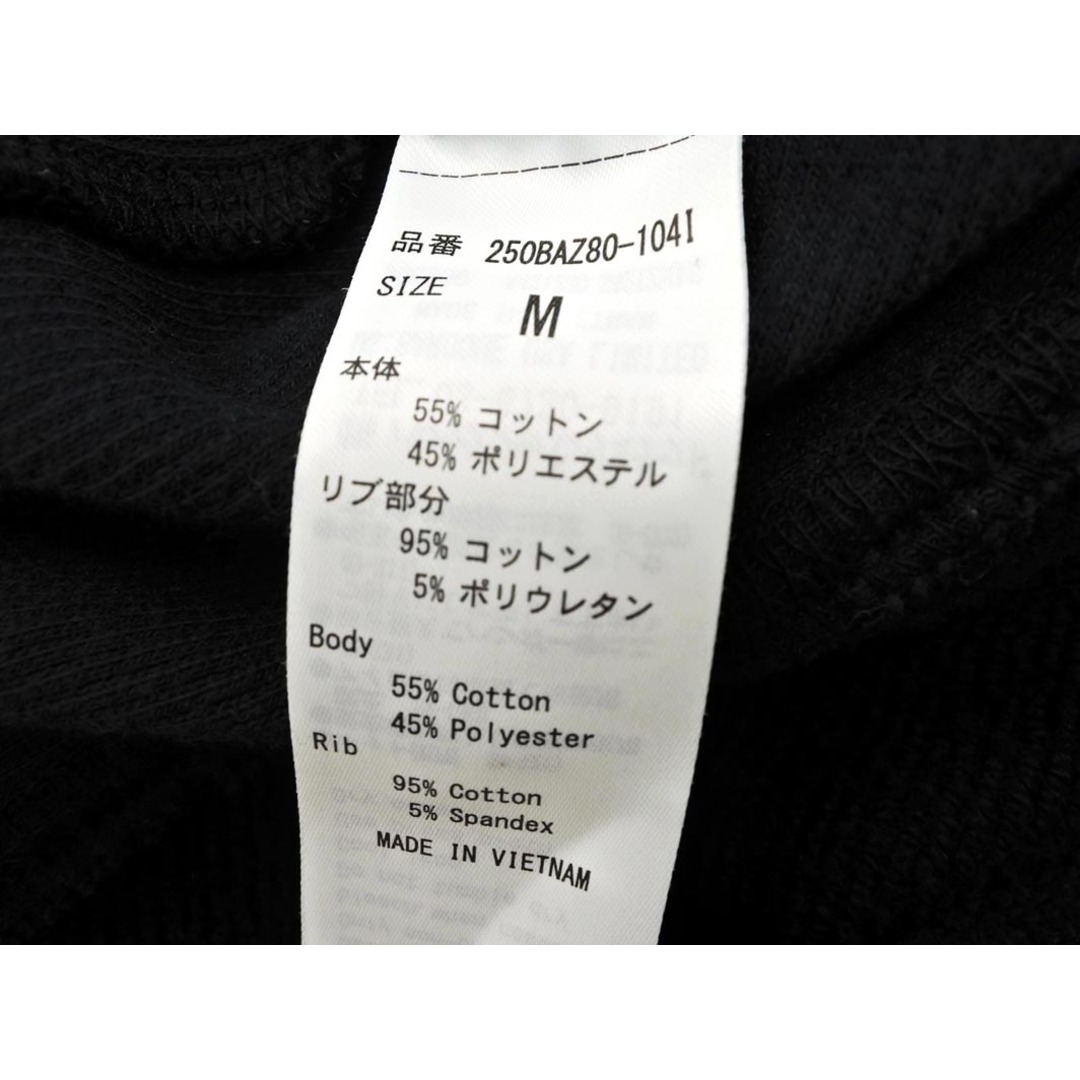 品番 250BAZ80-104I
SIZE M
本体
55% コットン
45% ポリエステル
リブ部分
95% コットン
5% ポリウレタン
Body
55% Cotton
45% Polyester
Rib
95% Cotton
5% Spandex
MADE IN VIETNAM